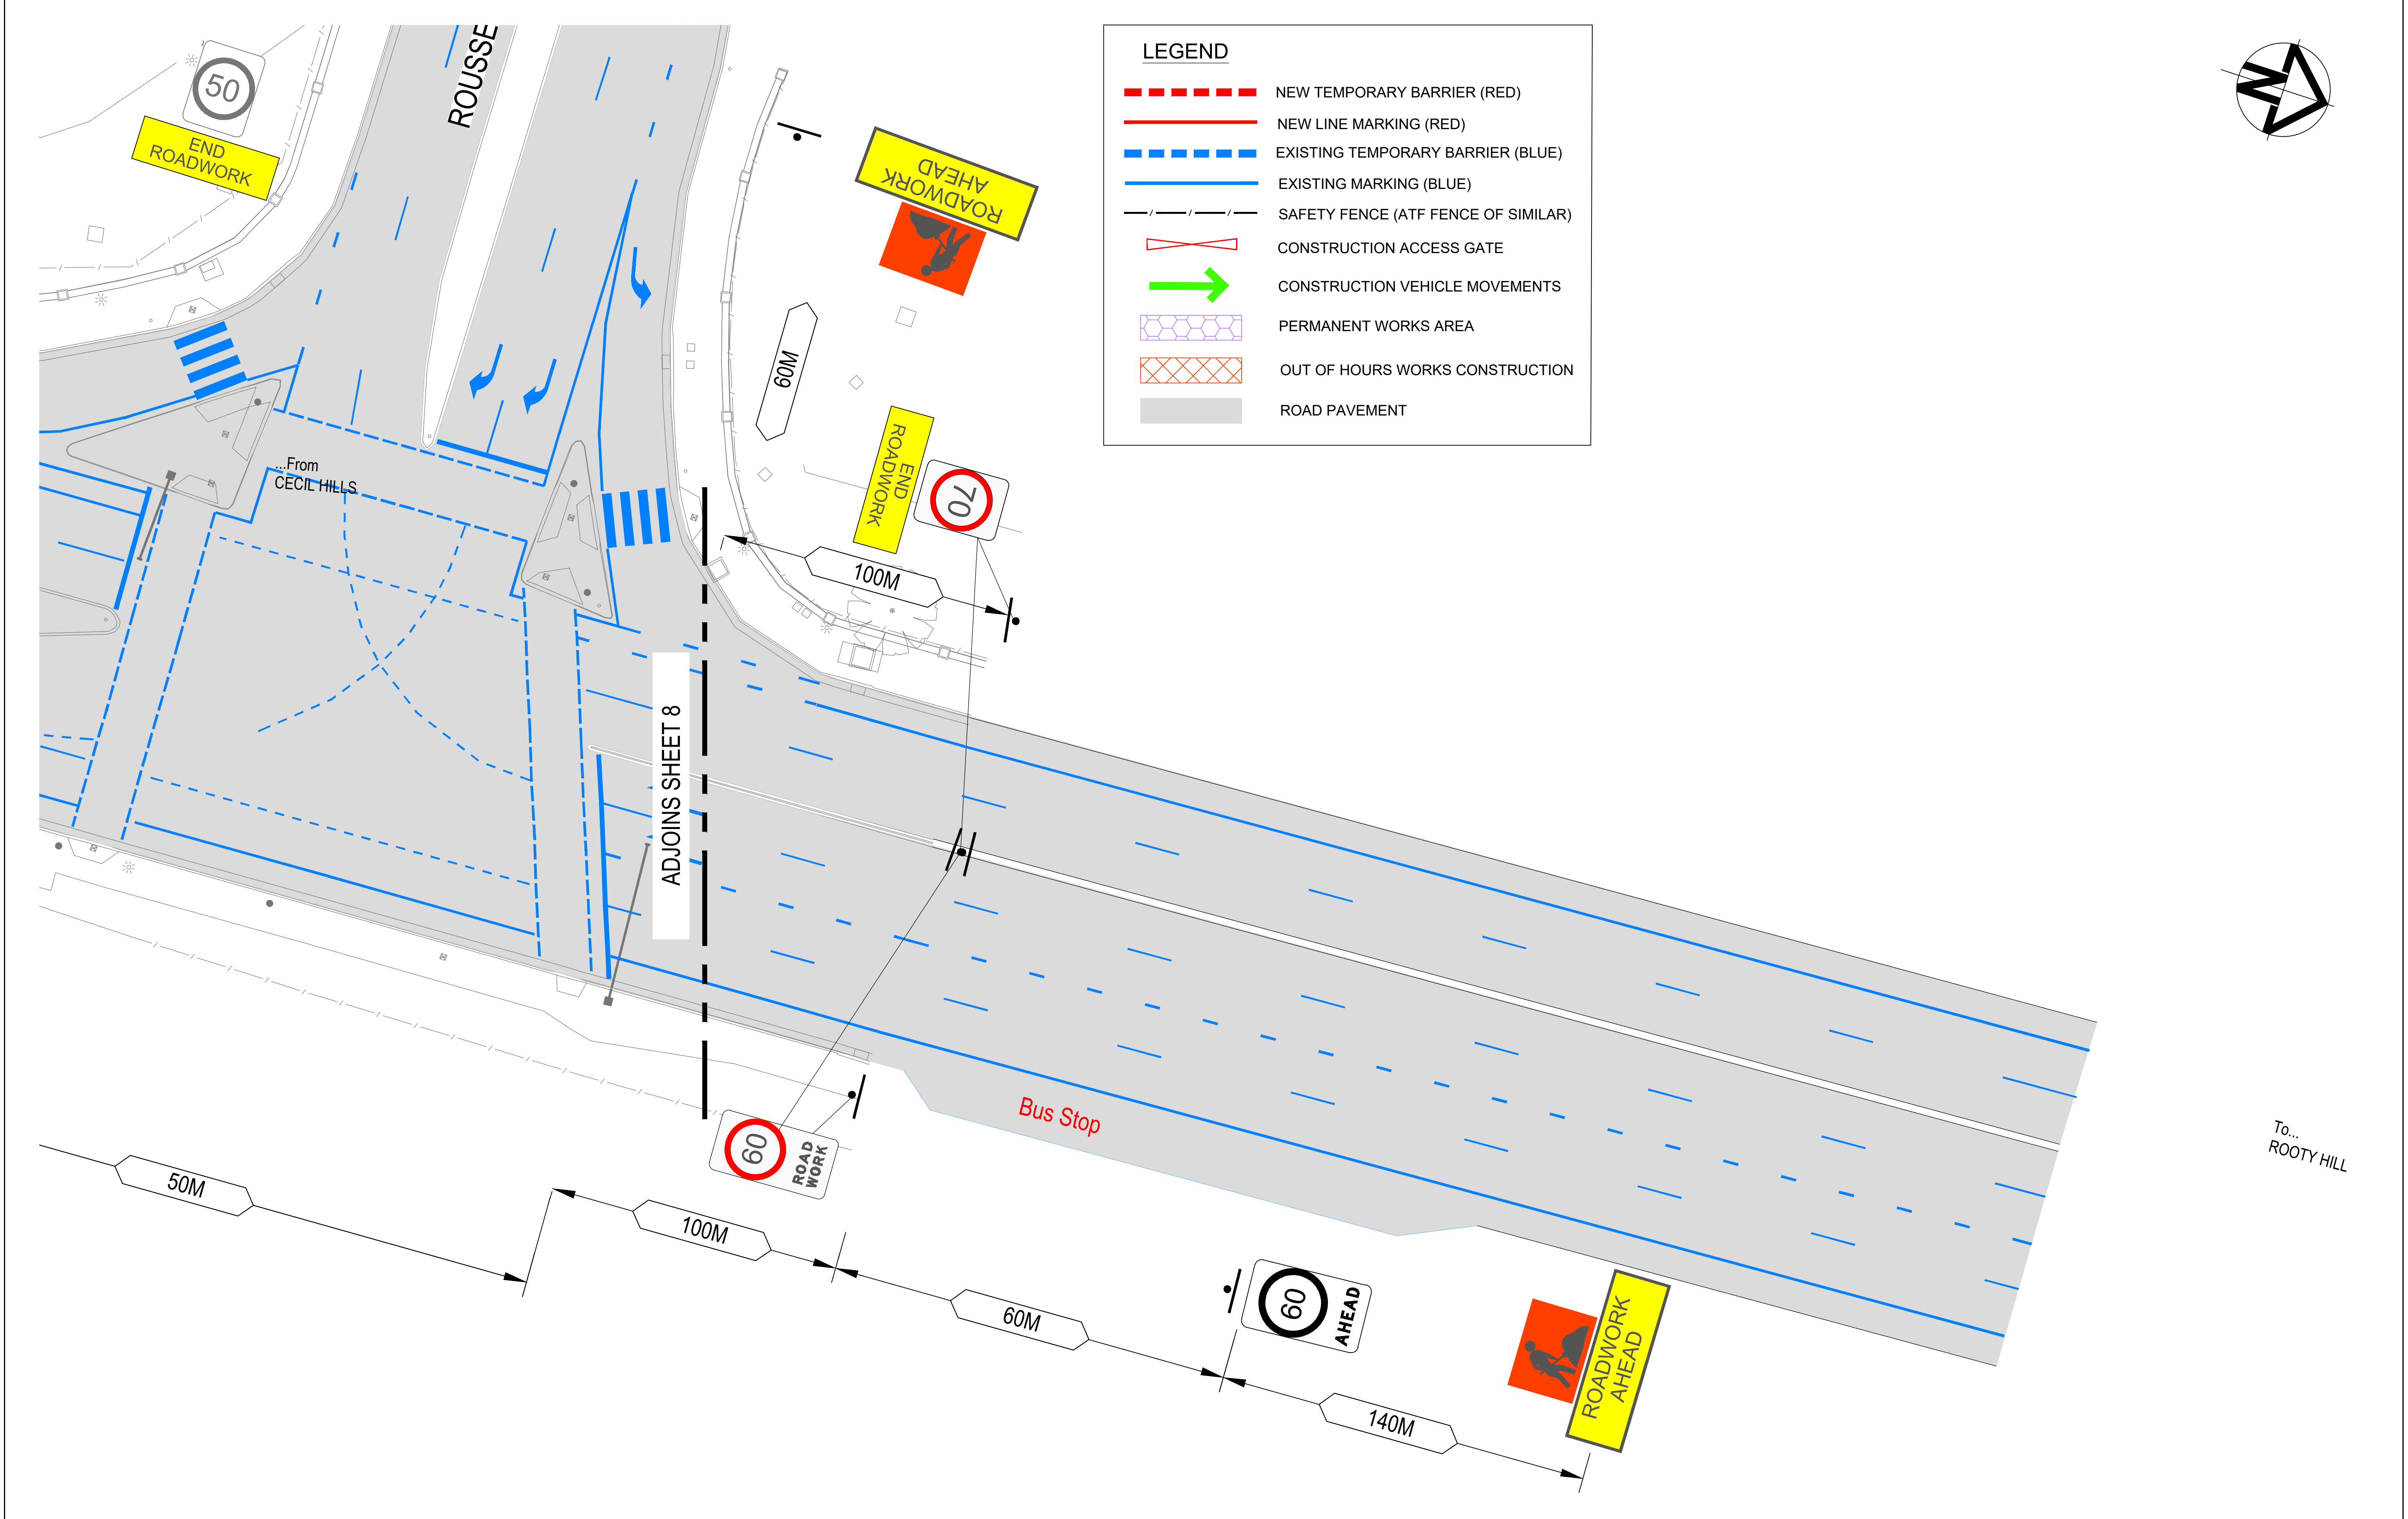 ROUSSE
50
END
ROADWORK
ROADWORK
AHEAD
60M
...From
CECIL HILLS
END
ROADWORK
70
100M
ADJOINS SHEET 8
LEGEND
NEW TEMPORARY BARRIER (RED)
NEW LINE MARKING (RED)
EXISTING TEMPORARY BARRIER (BLUE)
EXISTING MARKING (BLUE)
SAFETY FENCE (ATF FENCE OF SIMILAR)
CONSTRUCTION ACCESS GATE
CONSTRUCTION VEHICLE MOVEMENTS
PERMANENT WORKS AREA
OUT OF HOURS WORKS CONSTRUCTION
ROAD PAVEMENT
N
Bus Stop
To...
ROOTY HILL
60
ROAD
WORK
50M
100M
60M
60
AHEAD
140M
ROADWORK
AHEAD